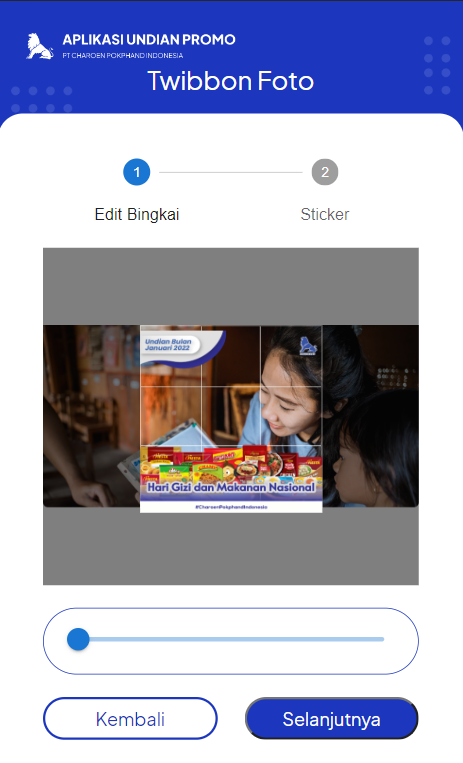 APLIKASI UNDIAN PROMO
PT CHAROEN POKPHAND INDONESIA
Twibbon Foto
1
2
Edit Bingkai
Sticker
Undian Bulan
Januari 2022
Hari Gizi dan Makanan Nasional
#CharoenPokphandIndonesia
Kembali
Selanjutnya